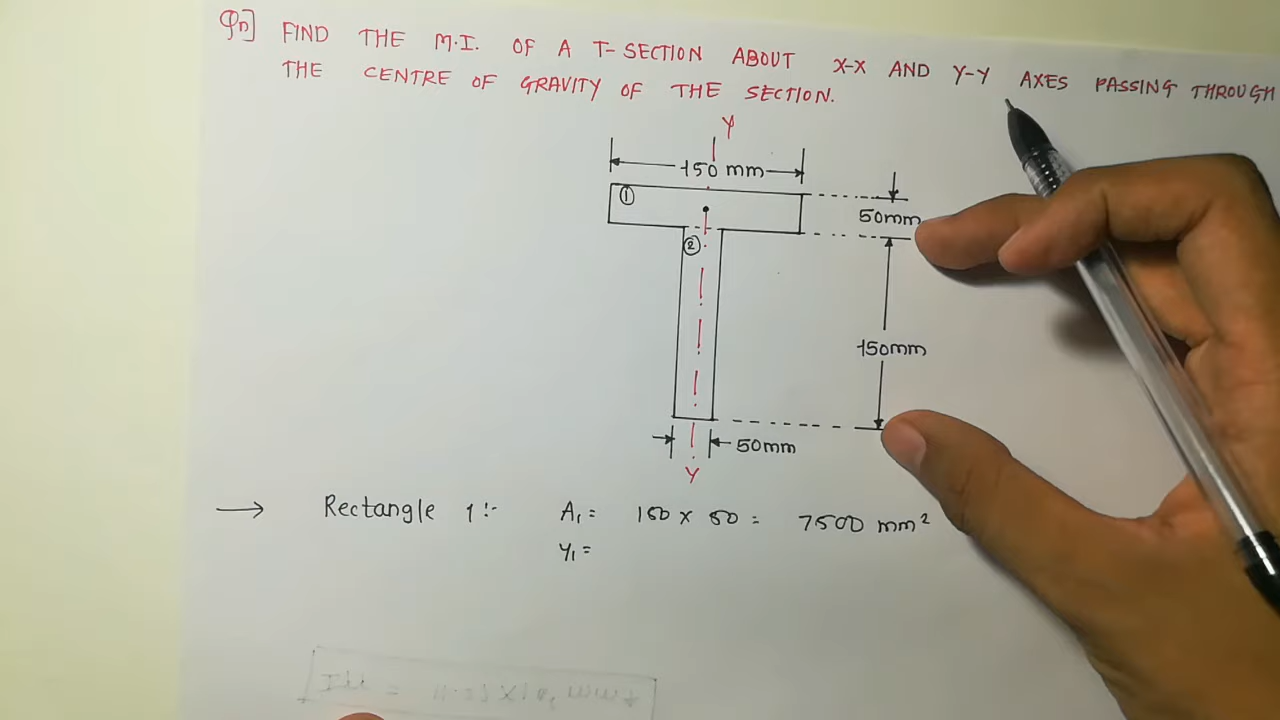 Qn] FIND THE M.I. OF A T-SECTION ABOUT X-X AND Y-Y AXES PASSING THROUGH
THE CENTRE OF GRAVITY OF THE SECTION.
Y
150 mm
①
50mm
②
150mm
50mm
Y
→ Rectangle 1:- A₁ = 150 × 50 = 7500 mm²
Y₁ =